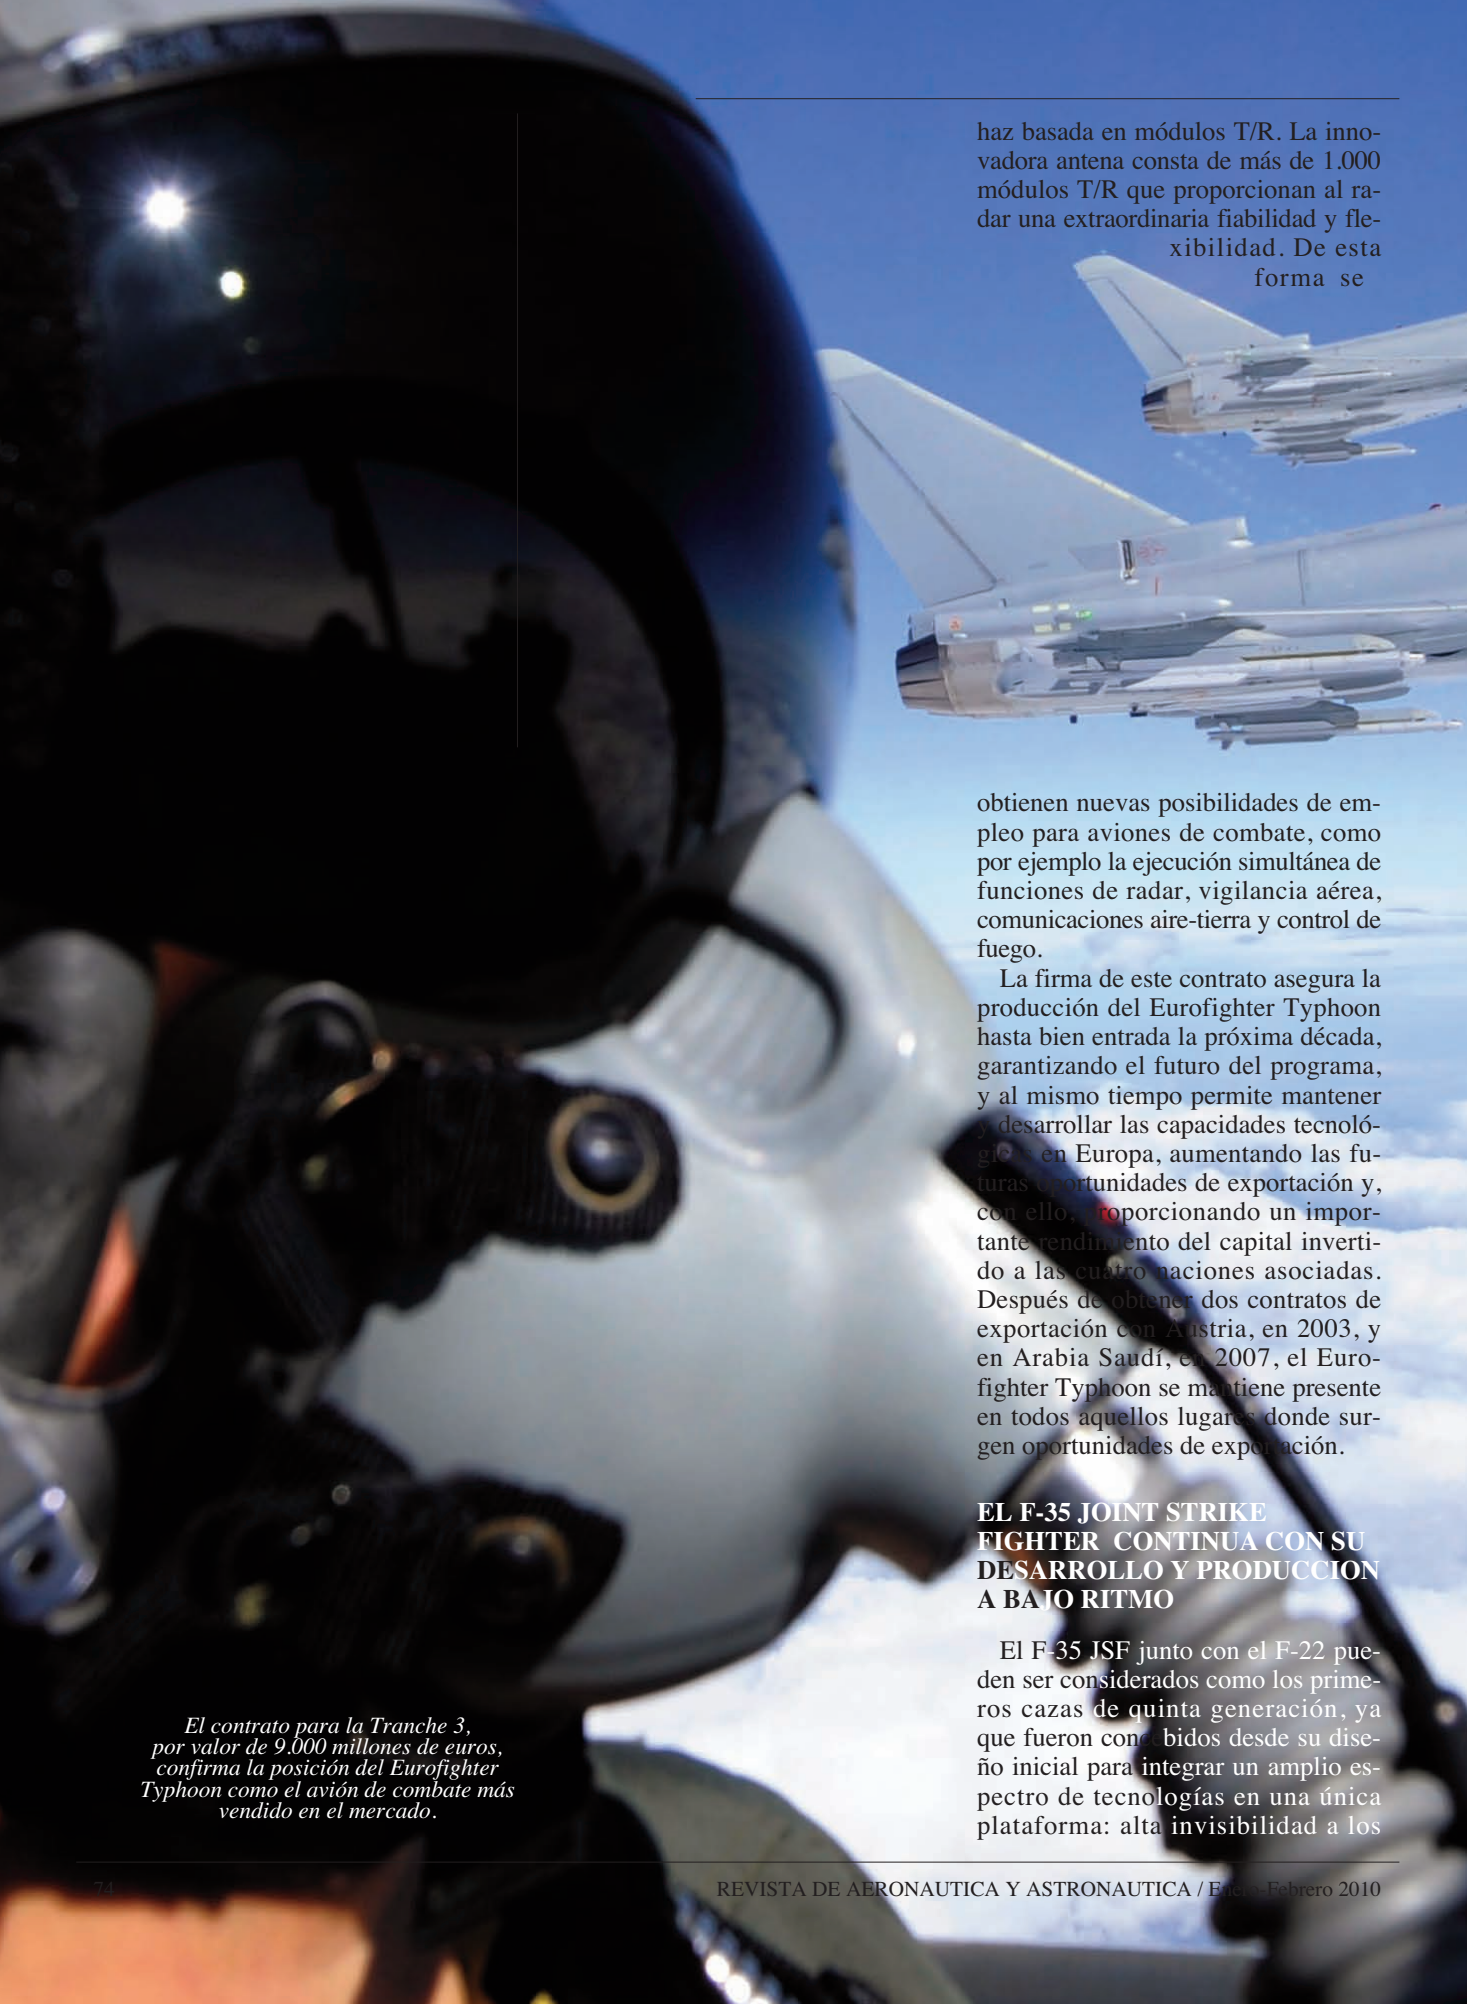 haz basada en módulos T/R. La inno-
vadora antena consta de más de 1.000
módulos T/R que proporcionan al ra-
dar una extraordinaria fiabilidad y fle-
xibilidad. De esta
forma se
obtienen nuevas posibilidades de em-
pleo para aviones de combate, como
por ejemplo la ejecución simultánea de
funciones de radar, vigilancia aérea,
comunicaciones aire-tierra y control de
fuego.
La firma de este contrato asegura la
producción del Eurofighter Typhoon
hasta bien entrada la próxima década,
garantizando el futuro del programa,
y al mismo tiempo permite mantener
y desarrollar las capacidades tecnoló-
gicas en Europa, aumentando las fu-
turas oportunidades de exportación y,
con ello, proporcionando un impor-
tante rendimiento del capital inverti-
do a las cuatro naciones asociadas.
Después de obtener dos contratos de
exportación con Austria, en 2003, y
en Arabia Saudí, en 2007, el Euro-
fighter Typhoon se mantiene presente
en todos aquellos lugares donde sur-
gen oportunidades de exportación.
EL F-35 JOINT STRIKE
FIGHTER CONTINUA CON SU
DESARROLLO Y PRODUCCION
A BAJO RITMO
El F-35 JSF junto con el F-22 pue-
den ser considerados como los prime-
ros cazas de quinta generación, ya
que fueron concebidos desde su dise-
ño inicial para integrar un amplio es-
pectro de tecnologías en una única
plataforma: alta invisibilidad a los
El contrato para la Tranche 3,
por valor de 9.000 millones de euros,
confirma la posición del Eurofighter
Typhoon como el avión de combate más
vendido en el mercado.
74
REVISTA DE AERONAUTICA Y ASTRONAUTICA / Enero-Febrero 2010